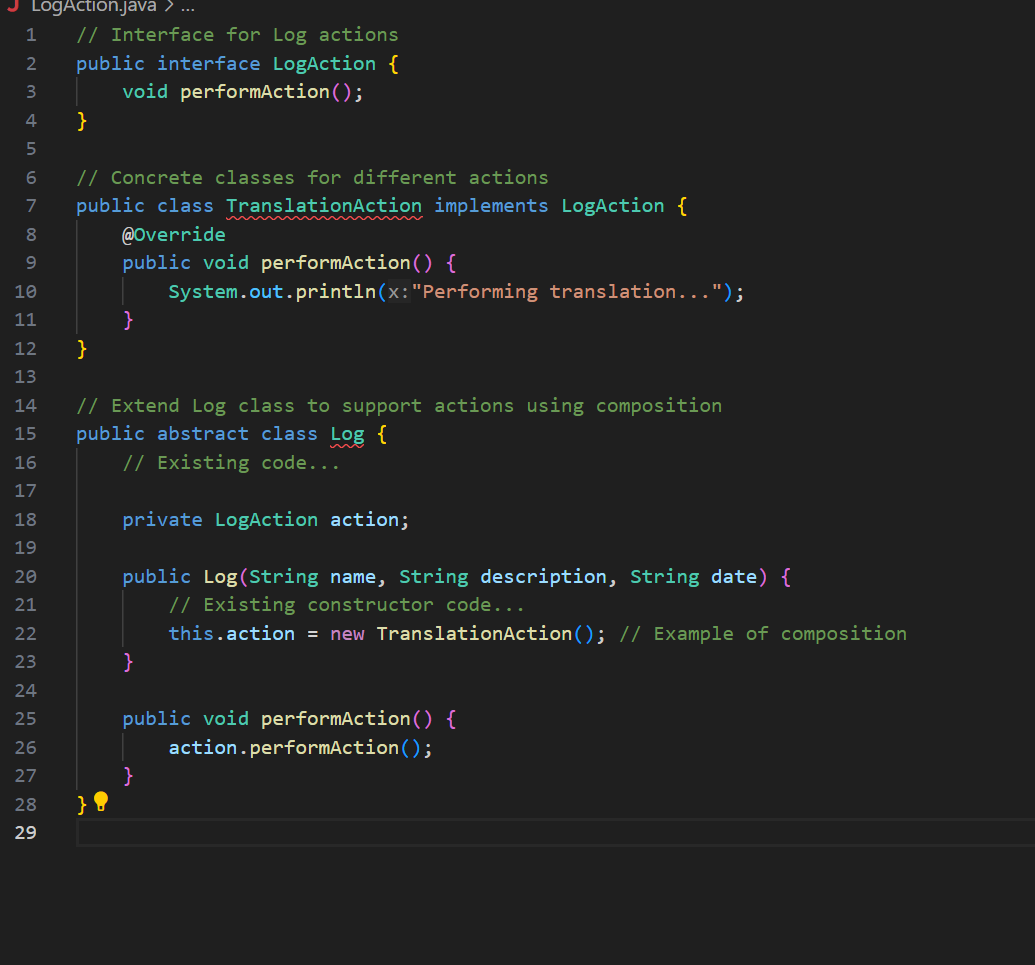 J LogAction.java > ...
1 // Interface for Log actions
2 public interface LogAction {
3     void performAction();
4 }
5
6 // Concrete classes for different actions
7 public class TranslationAction implements LogAction {
8     @Override
9     public void performAction() {
10         System.out.println(x:"Performing translation...");
11     }
12 }
13
14 // Extend Log class to support actions using composition
15 public abstract class Log {
16     // Existing code...
17
18     private LogAction action;
19
20     public Log(String name, String description, String date) {
21         // Existing constructor code...
22         this.action = new TranslationAction(); // Example of composition
23     }
24
25     public void performAction() {
26         action.performAction();
27     }
28 }
29